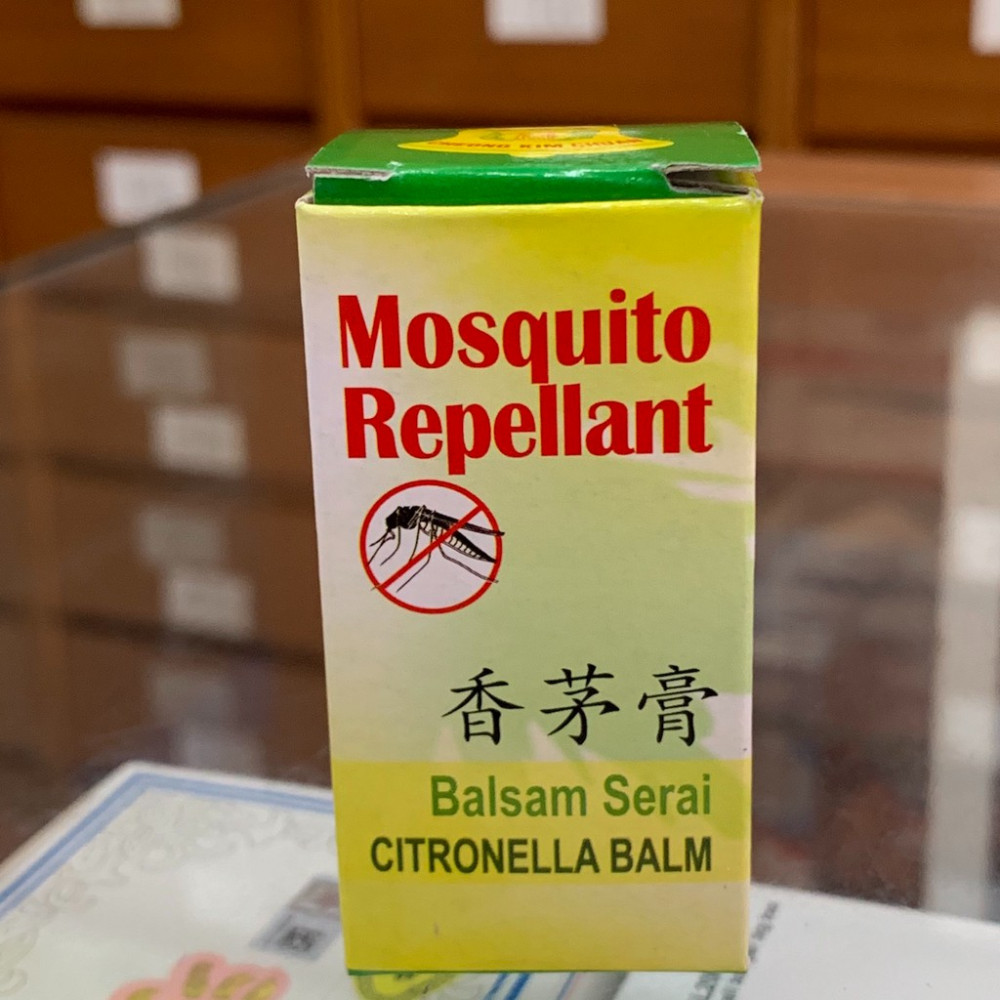 Mosquito
Repellant
香茅膏
Balsam Serai
CITRONELLA BALM